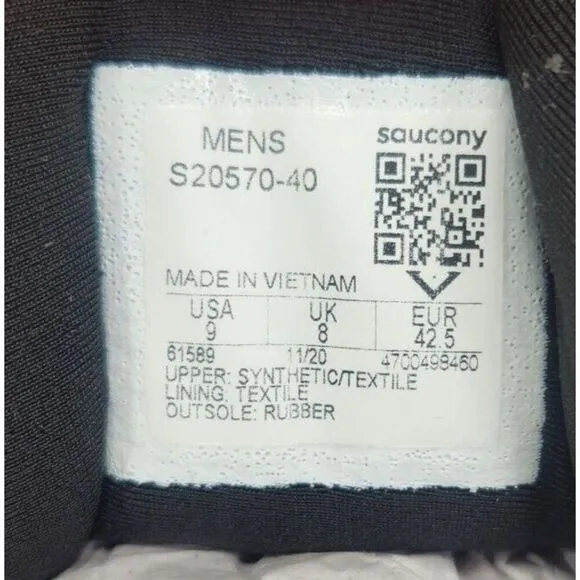 MENS
saucony
S20570-40
MADE IN VIETNAM
USA UK EUR
9 8 42.5
61589 11/20 4700498460
UPPER: SYNTHETIC/TEXTILE
LINING: TEXTILE
OUTSOLE: RUBBER